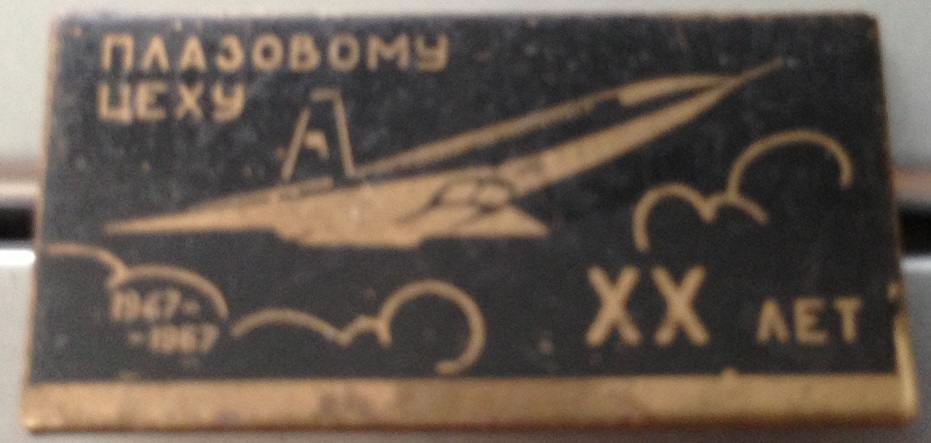 ПЛАЗОВОМУ
ЦЕХУ
XX ЛЕТ
1947-
-1967